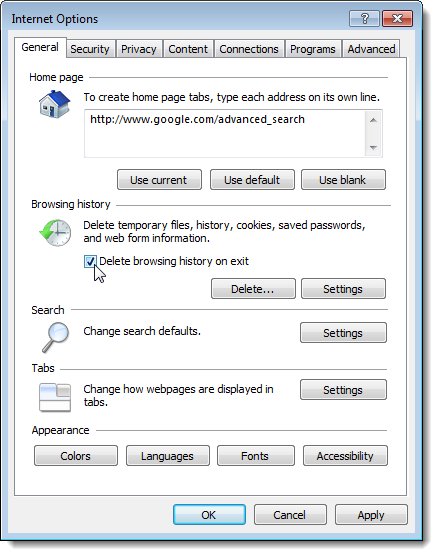 Internet Options
General Security Privacy Content Connections Programs Advanced
Home page
To create home page tabs, type each address on its own line.
http://www.google.com/advanced_search
Use current Use default Use blank
Browsing history
Delete temporary files, history, cookies, saved passwords,
and web form information.
Delete browsing history on exit
Delete... Settings
Search
Change search defaults. Settings
Tabs
Change how webpages are displayed in
tabs.
Settings
Appearance
Colors Languages Fonts Accessibility
OK Cancel Apply